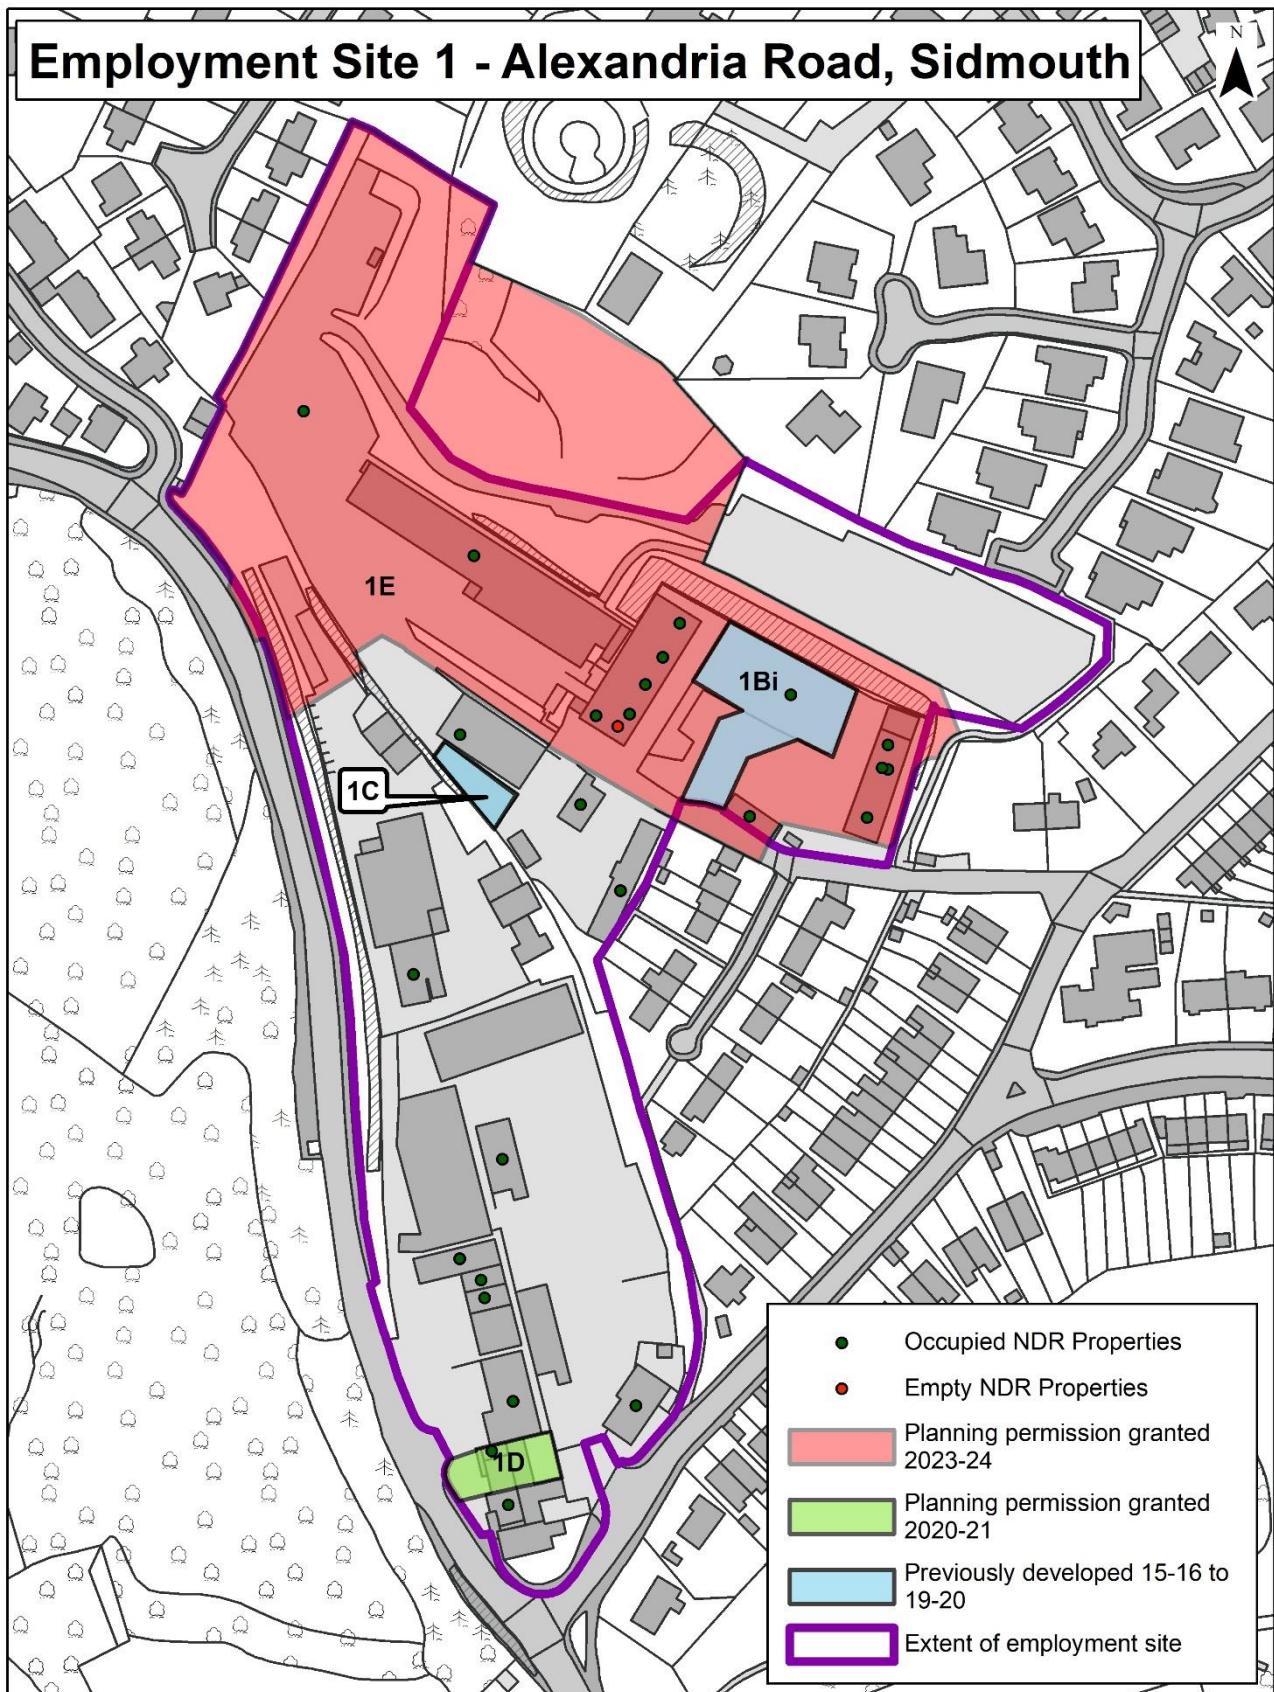 Employment Site 1 - Alexandria Road, Sidmouth
N
1E
1Bi
1C
1D
Occupied NDR Properties
Empty NDR Properties
Planning permission granted
2023-24
Planning permission granted
2020-21
Previously developed 15-16 to
19-20
Extent of employment site